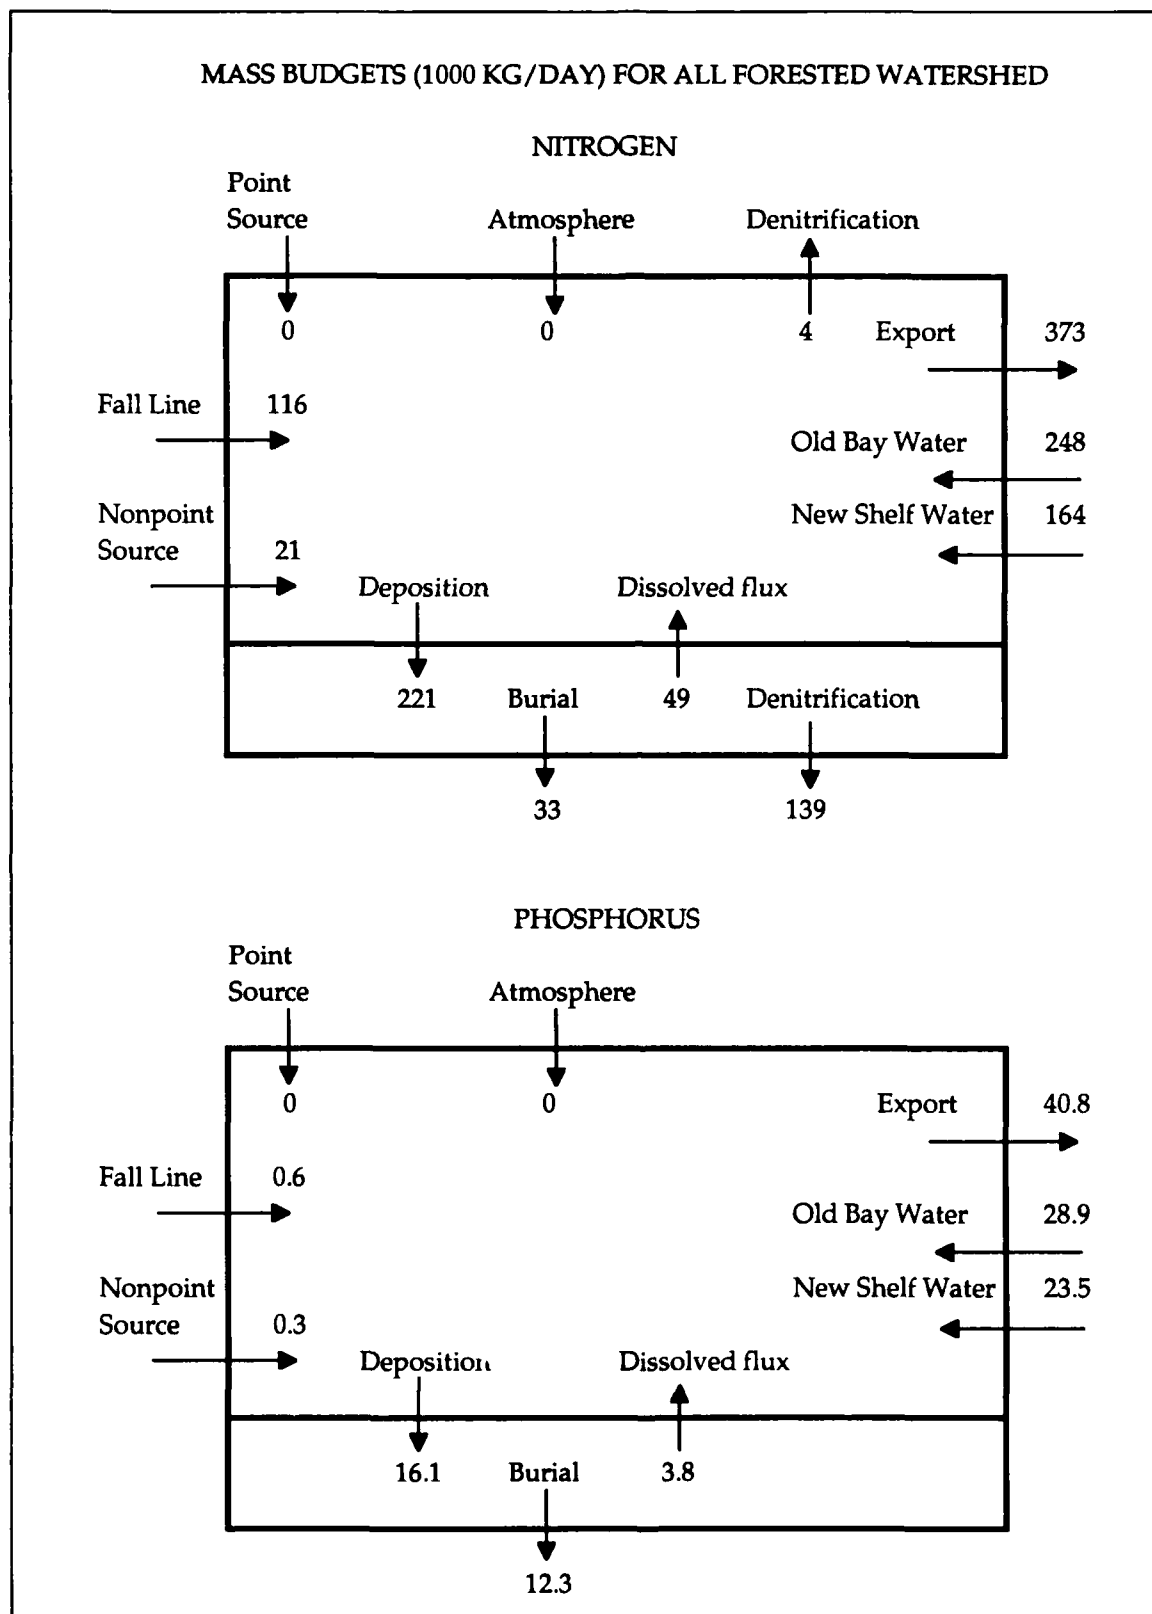 MASS BUDGETS (1000 KG/DAY) FOR ALL FORESTED WATERSHED
NITROGEN
Point
Source
Atmosphere
Denitrification
0
0
4
Export
373
Fall Line
116
Old Bay Water
248
Nonpoint
Source
21
New Shelf Water
164
Deposition
Dissolved flux
221
Burial
49
Denitrification
33
139
PHOSPHORUS
Point
Source
Atmosphere
0
0
Export
40.8
Fall Line
0.6
Old Bay Water
28.9
Nonpoint
Source
0.3
New Shelf Water
23.5
Deposition
Dissolved flux
16.1
Burial
3.8
12.3